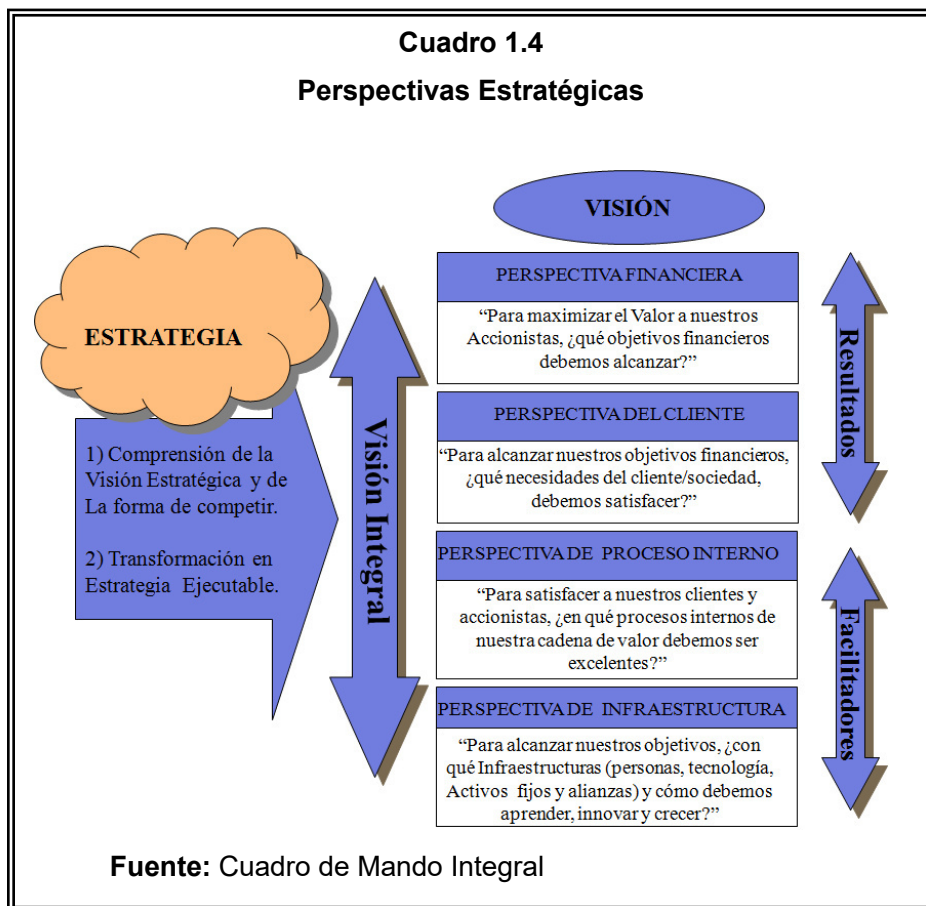 Cuadro 1.4
Perspectivas Estratégicas
VISIÓN
ESTRATEGIA
1) Comprensión de la
Visión Estratégica y de
La forma de competir.
2) Transformación en
Estrategia Ejecutable.
Visión Integral
PERSPECTIVA FINANCIERA
“Para maximizar el Valor a nuestros
Accionistas, ¿qué objetivos financieros
debemos alcanzar?”
PERSPECTIVA DEL CLIENTE
“Para alcanzar nuestros objetivos financieros,
¿qué necesidades del cliente/sociedad,
debemos satisfacer?”
PERSPECTIVA DE PROCESO INTERNO
“Para satisfacer a nuestros clientes y
accionistas, ¿en qué procesos internos de
nuestra cadena de valor debemos ser
excelentes?”
PERSPECTIVA DE INFRAESTRUCTURA
“Para alcanzar nuestros objetivos, ¿con
qué Infraestructuras (personas, tecnología,
Activos fijos y alianzas) y cómo debemos
aprender, innovar y crecer?”
Resultados
Facilitadores
Fuente: Cuadro de Mando Integral